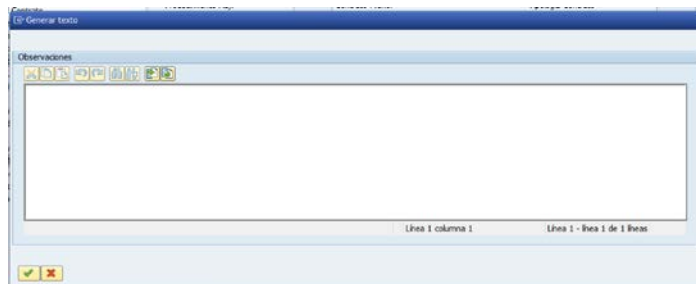 Generar texto
Observaciones
Línea 1 columna 1
Línea 1 - línea 1 de 1 líneas